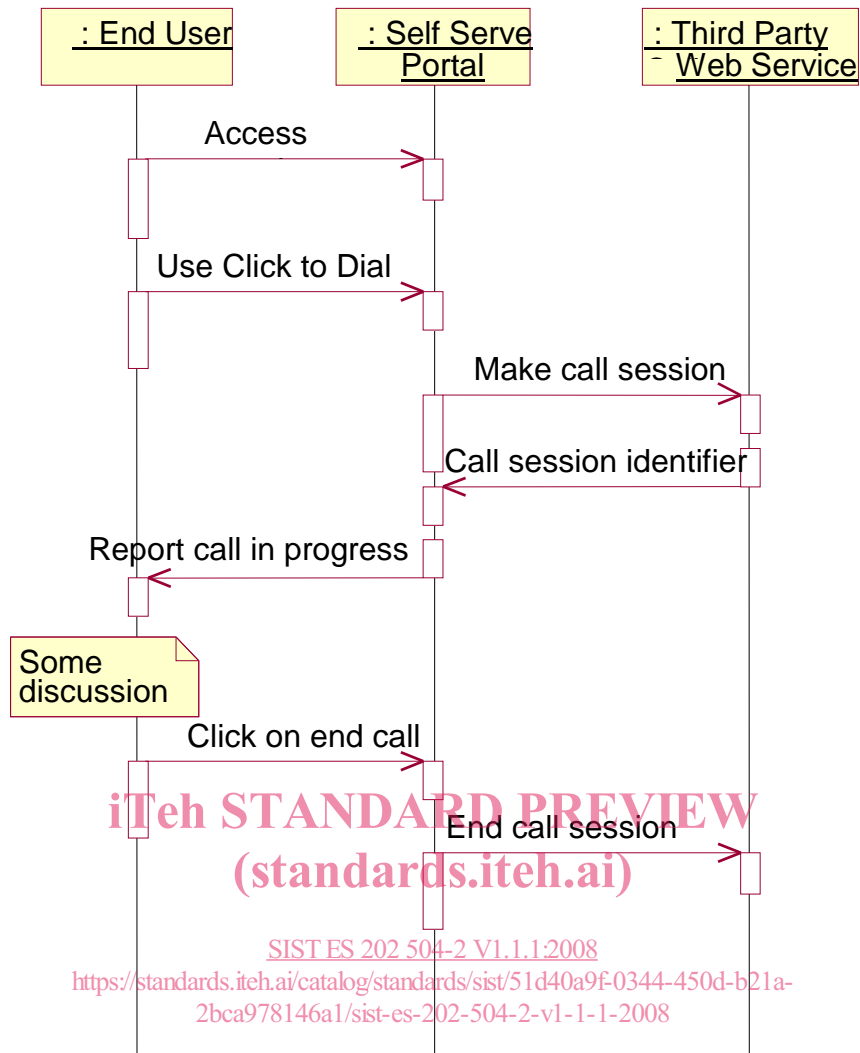 : End User
: Self Serve
Portal
: Third Party
Web Service
Access
Use Click to Dial
Make call session
Call session identifier
Report call in progress
Some
discussion
Click on end call
iTeh STANDARD PREVIEW
End call session
(standards.iteh.ai)
SIST ES 202 504-2 V1.1.1:2008
https://standards.iteh.ai/catalog/standards/sist/51d40a9f-0344-450d-b21a-
2bca978146a1/sist-es-202-504-2-v1-1-1-2008